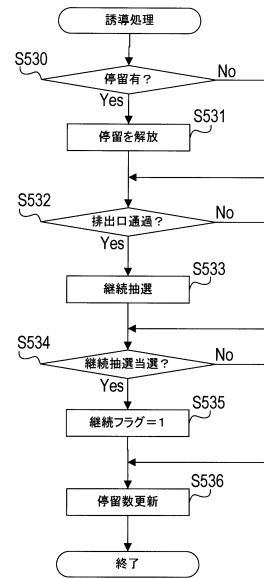 誘導処理
S530
停留有?
No
Yes
S531
停留を解放
S532
排出口通過?
No
Yes
S533
継続抽選
S534
継続抽選当選?
No
Yes
S535
継続フラグ=1
S536
停留数更新
終了